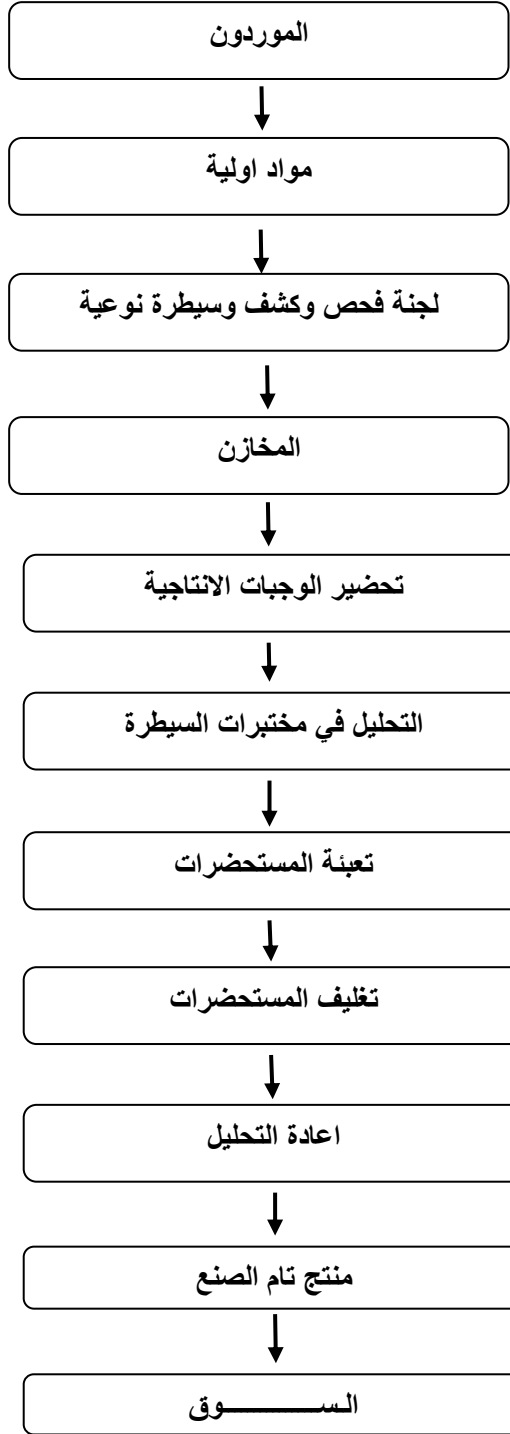 الموردون
مواد اولية
لجنة فحص وكشف وسيطرة نوعية
المخازن
تحضير الوجبات الانتاجية
التحليل في مختبرات السيطرة
تعبئة المستحضرات
تغليف المستحضرات
اعادة التحليل
منتج تام الصنع
الـســـــــــــوق